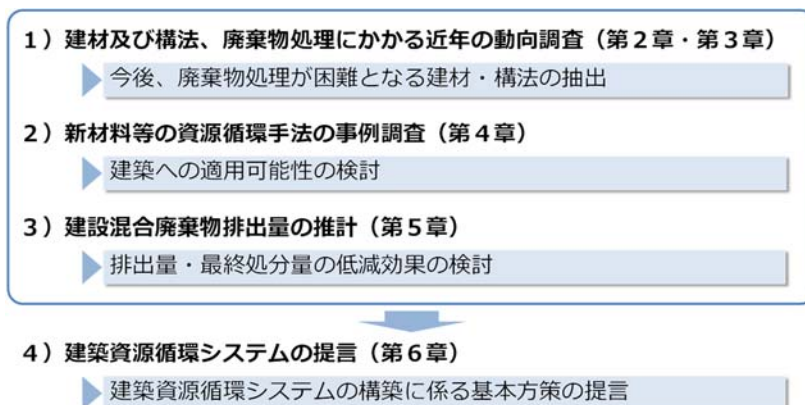 1）建材及び構法、廃棄物処理にかかる近年の動向調査（第２章・第３章）
今後、廃棄物処理が困難となる建材・構法の抽出
2）新材料等の資源循環手法の事例調査（第４章）
建築への適用可能性の検討
3）建設混合廃棄物排出量の推計（第５章）
排出量・最終処分量の低減効果の検討
4）建築資源循環システムの提言（第６章）
建築資源循環システムの構築に係る基本方策の提言